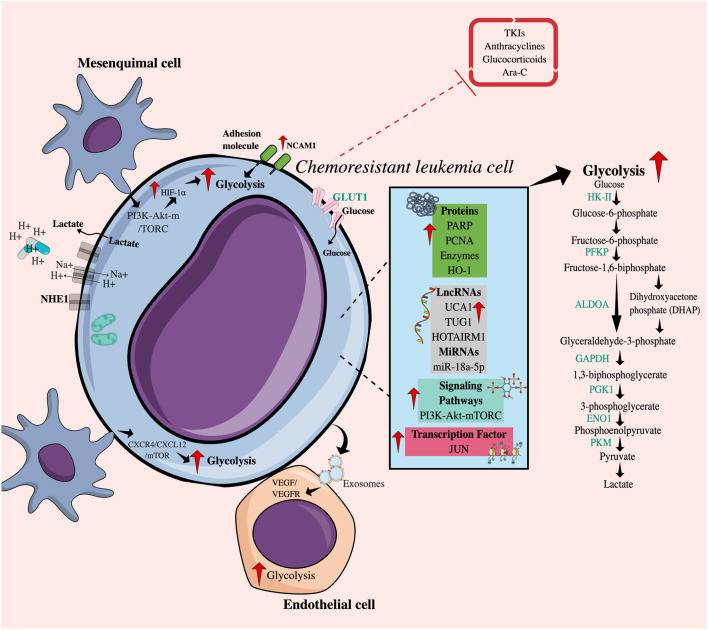 TKIs
Anthracyclines
Glucocorticoids
Ara-C
Mesenquimal cell
Adhesion
molecule
NCAM1
Chemoresistant leukemia cell
HIF-1α
Glycolysis
PI3K-Akt-m
/TORC
GLUT1
Glucose
Glucose
Lactate
Lactate
H+
H+
H+
H+
H+
Na+
Na+
H+
H+
NHE1
CXCR4/CXCL12
/mTOR
Glycolysis
Exosomes
VEGF/
VEGFR
Glycolysis
Endothelial cell
Proteins
PARP
PCNA
Enzymes
HO-1
LncRNAs
UCA1
TUG1
HOTAIRM1
MiRNAs
miR-18a-5p
Signaling
Pathways
PI3K-Akt-mTORC
Transcription Factor
JUN
Glycolysis
Glucose
HK-II
Glucose-6-phosphate
Fructose-6-phosphate
PFKP
Fructose-1,6-biphosphate
ALDOA
Dihydroxyacetone
phosphate (DHAP)
Glyceraldehyde-3-phosphate
GAPDH
1,3-biphosphoglycerate
PGK1
3-phosphoglycerate
ENO1
Phosphoenolpyruvate
PKM
Pyruvate
Lactate